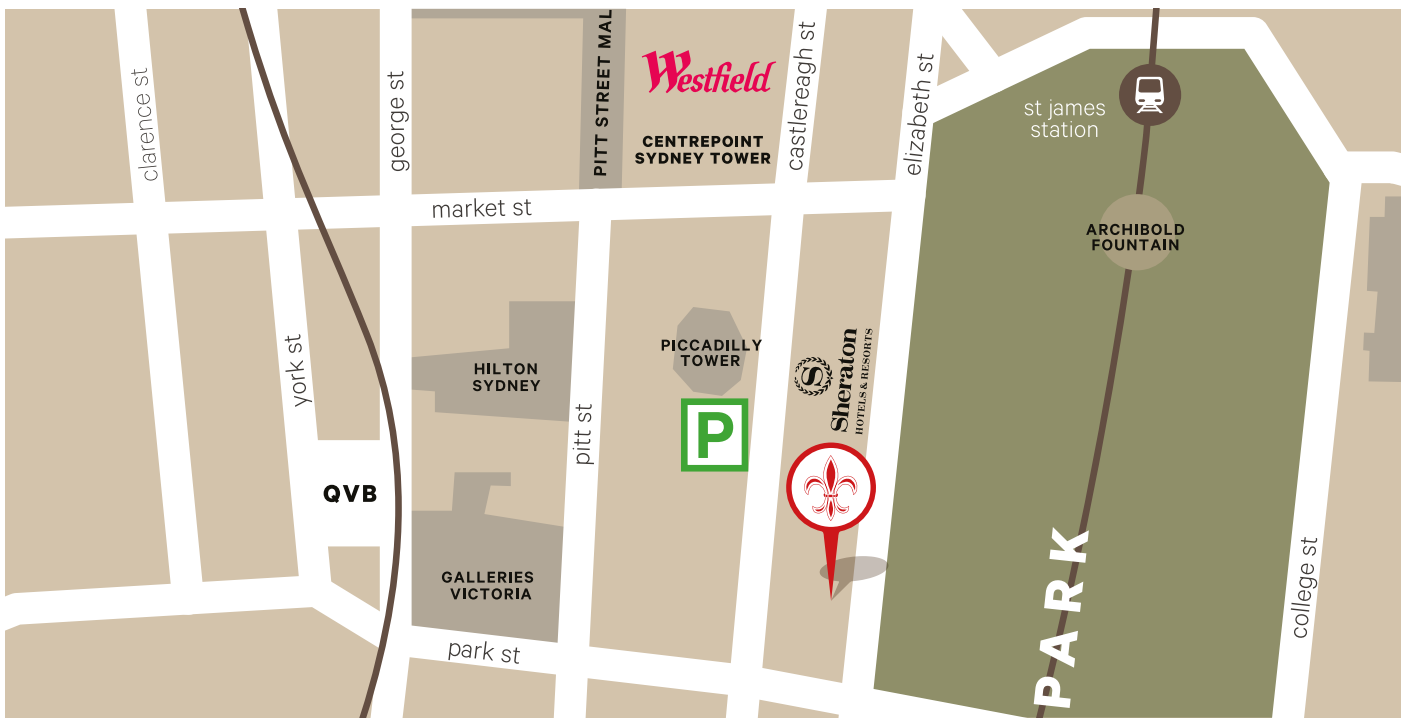 clarence st
george st
PITT STREET MAL
Westfield
CENTREPOINT
SYDNEY TOWER
castlereagh st
elizabeth st
st james
station
market st
ARCHIBOLD
FOUNTAIN
york st
HILTON
SYDNEY
pitt st
PICCADILLY
TOWER
P
S
Sheraton
HOTELS & RESORTS
QVB
GALLERIES
VICTORIA
park st
PARK
college st